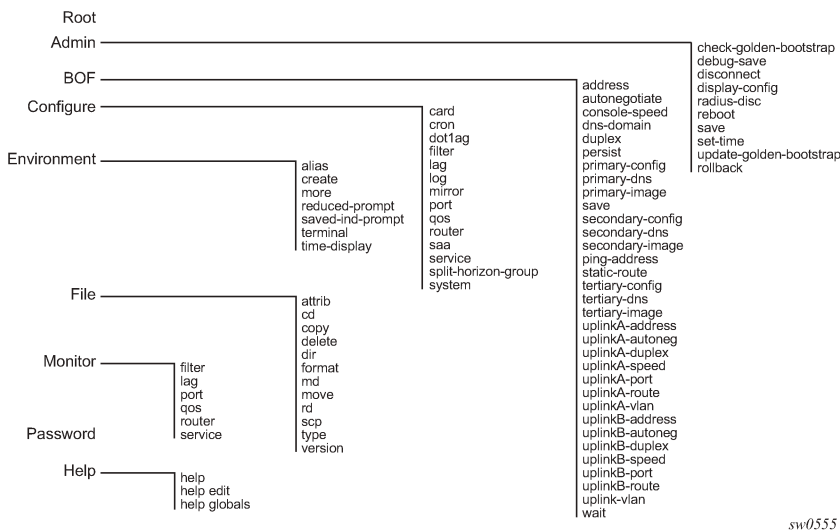 Root
Admin
check-golden-bootstrap
debug-save
disconnect
display-config
radius-disc
reboot
save
set-time
update-golden-bootstrap
rollback
BOF
address
autonegotiate
console-speed
dns-domain
duplex
persist
primary-config
primary-dns
primary-image
save
secondary-config
secondary-dns
secondary-image
ping-address
static-route
tertiary-config
tertiary-dns
tertiary-image
uplinkA-address
uplinkA-autoneg
uplinkA-duplex
uplinkA-speed
uplinkA-port
uplinkA-route
uplinkA-vlan
uplinkB-address
uplinkB-autoneg
uplinkB-duplex
uplinkB-speed
uplinkB-port
uplinkB-route
uplink-vlan
wait
Configure
card
cron
dot1ag
filter
lag
log
mirror
port
qos
router
saa
service
split-horizon-group
system
Environment
alias
create
more
reduced-prompt
saved-ind-prompt
terminal
time-display
File
attrib
cd
copy
delete
dir
format
md
move
rd
scp
type
version
Monitor
filter
lag
port
qos
router
service
Password
Help
help
help edit
help globals
sw0555